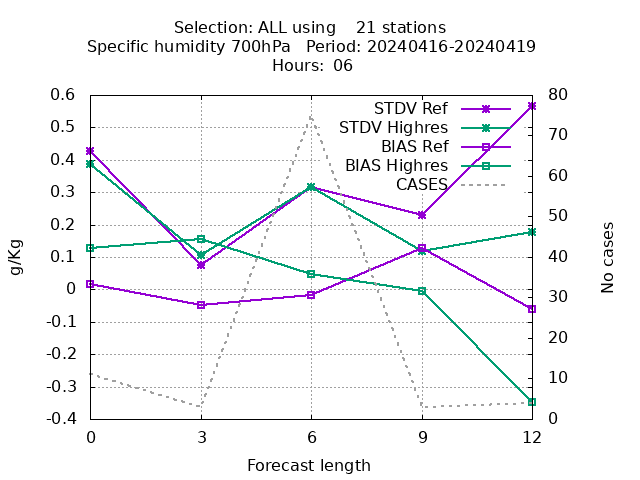 Selection: ALL using    21 stations
Specific humidity 700hPa   Period: 20240416-20240419
Hours:  06
STDV Ref
STDV Highres
BIAS Ref
BIAS Highres
CASES
0.6
0.5
0.4
0.3
0.2
0.1
0
-0.1
-0.2
-0.3
-0.4
g/Kg
80
70
60
50
40
30
20
10
0
No cases
0 3 6 9 12
Forecast length